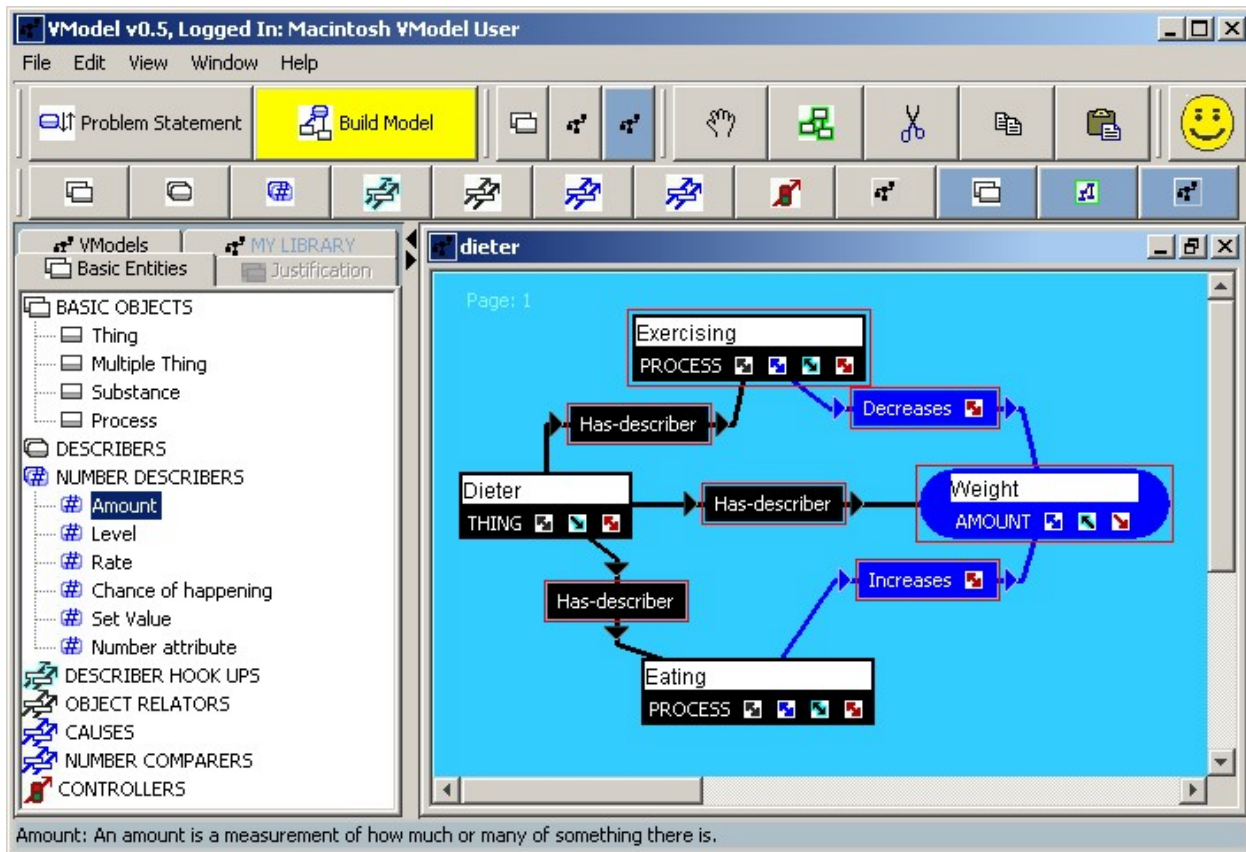 VModel v0.5, Logged In: Macintosh VModel User
File Edit View Window Help
Problem Statement
Build Model
VModels
MY LIBRARY
Basic Entities
Justification
BASIC OBJECTS
Thing
Multiple Thing
Substance
Process
DESCRIBERS
NUMBER DESCRIBERS
Amount
Level
Rate
Chance of happening
Set Value
Number attribute
DESCRIBER HOOK UPS
OBJECT RELATORS
CAUSES
NUMBER COMPARERS
CONTROLLERS
dieter
Page: 1
Exercising
PROCESS
Has-describer
Decreases
Dieter
THING
Has-describer
Weight
AMOUNT
Has-describer
Increases
Eating
PROCESS
Amount: An amount is a measurement of how much or many of something there is.